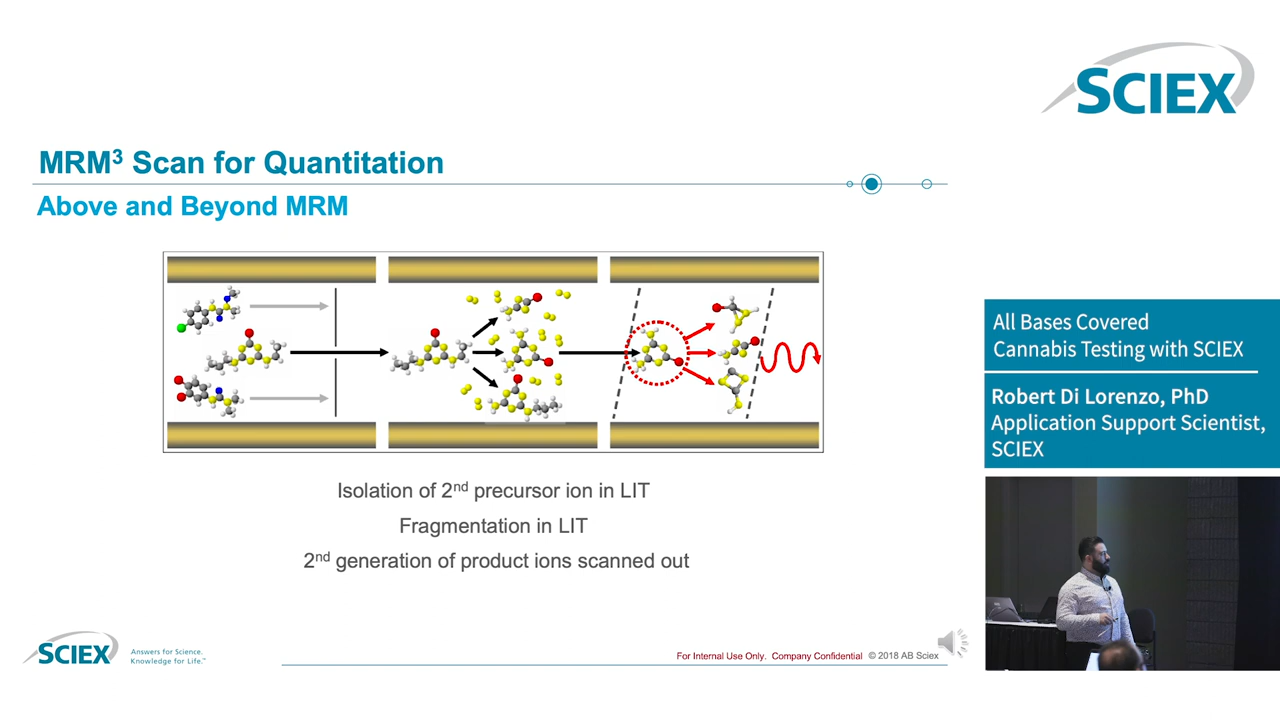 SCIEX
MRM³ Scan for Quantitation
Above and Beyond MRM
Isolation of 2nd precursor ion in LIT
Fragmentation in LIT
2nd generation of product ions scanned out
All Bases Covered
Cannabis Testing with SCIEX
Robert Di Lorenzo, PhD
Application Support Scientist,
SCIEX
SCIEX
Answers for Science.
Knowledge for Life.™
For Internal Use Only. Company Confidential © 2018 AB Sciex